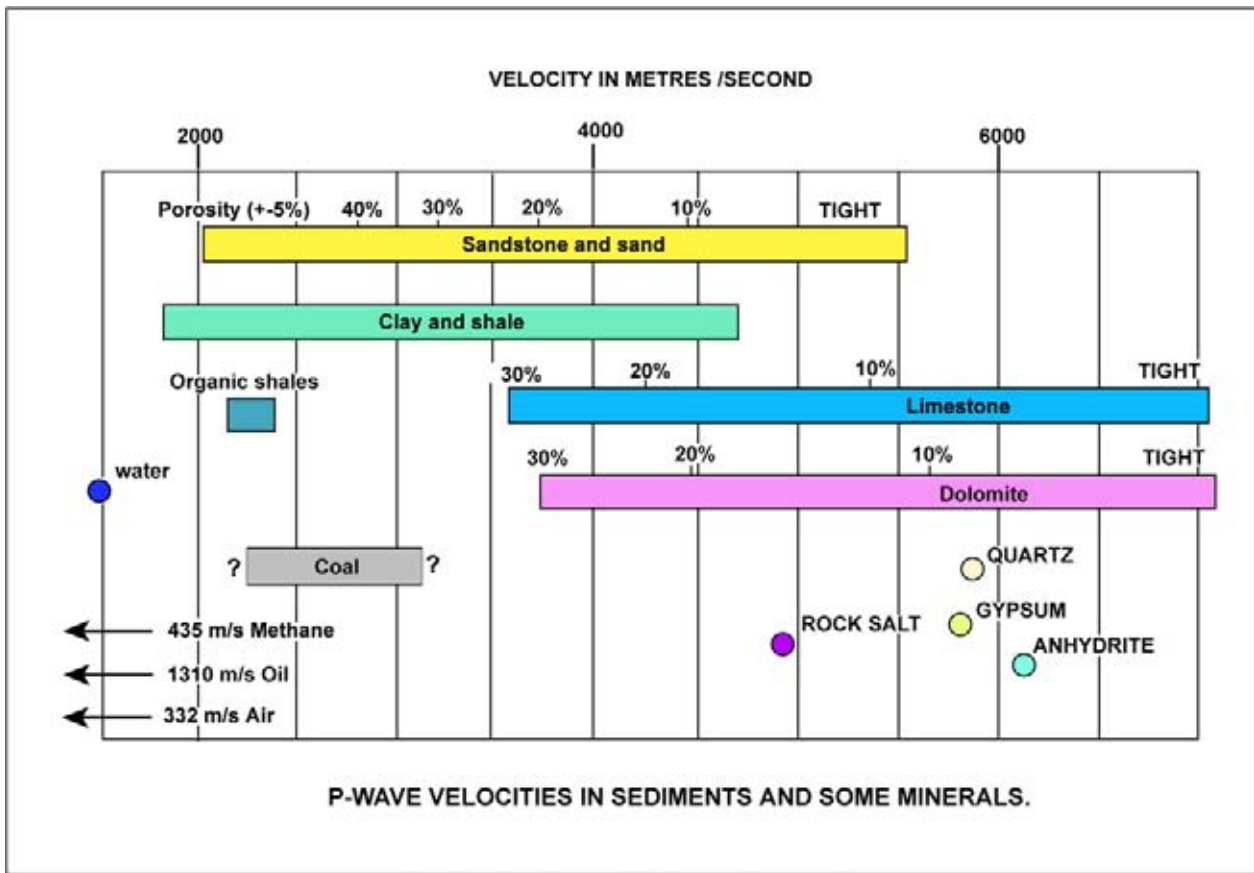 VELOCITY IN METRES /SECOND
2000 4000 6000
Porosity (+-5%) 40% 30% 20% 10% TIGHT
Sandstone and sand
Clay and shale
Organic shales
30% 20% 10% TIGHT
Limestone
water
30% 20% 10% TIGHT
Dolomite
? Coal ?
QUARTZ
GYPSUM
ROCK SALT
ANHYDRITE
435 m/s Methane
1310 m/s Oil
332 m/s Air
P-WAVE VELOCITIES IN SEDIMENTS AND SOME MINERALS.